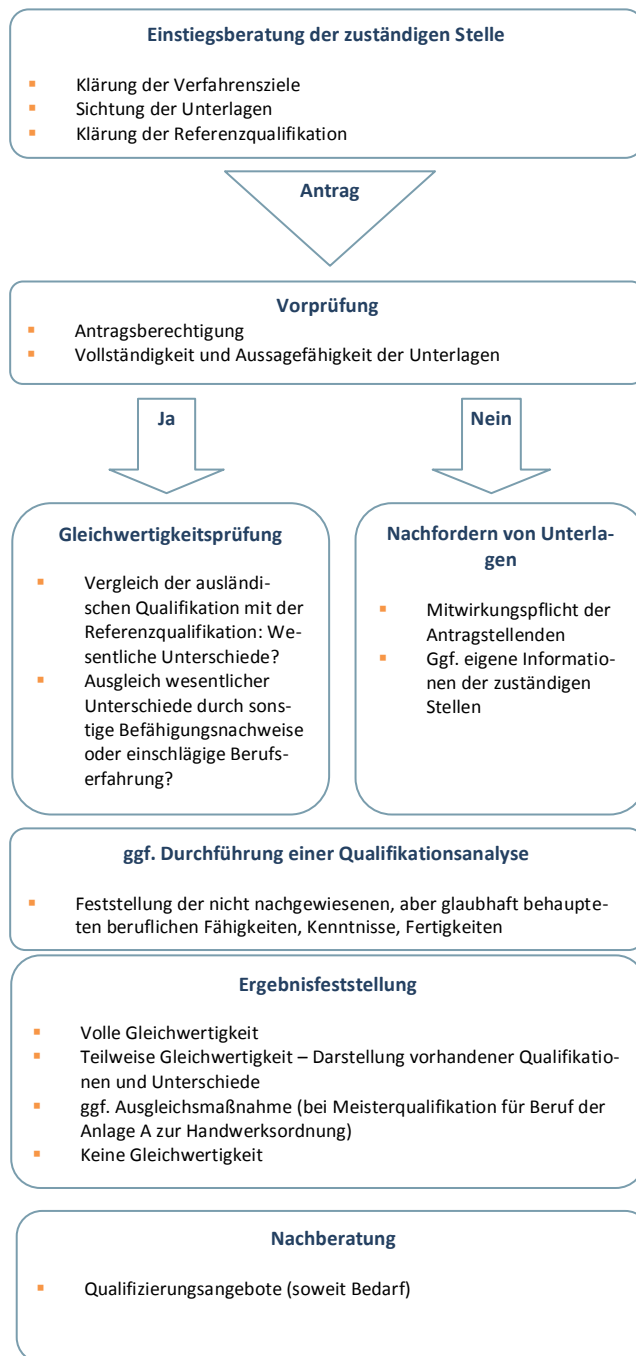 Einstiegsberatung der zuständigen Stelle
▪ Klärung der Verfahrensziele
▪ Sichtung der Unterlagen
▪ Klärung der Referenzqualifikation
Antrag
Vorprüfung
▪ Antragsberechtigung
▪ Vollständigkeit und Aussagefähigkeit der Unterlagen
Ja
Nein
Gleichwertigkeitsprüfung
▪ Vergleich der ausländi-
schen Qualifikation mit der
Referenzqualifikation: We-
sentliche Unterschiede?
▪ Ausgleich wesentlicher
Unterschiede durch sons-
tige Befähigungsnachweise
oder einschlägige Berufs-
erfahrung?
Nachfordern von Unterla-
gen
▪ Mitwirkungspflicht der
Antragstellenden
▪ Ggf. eigene Informatio-
nen der zuständigen
Stellen
ggf. Durchführung einer Qualifikationsanalyse
▪ Feststellung der nicht nachgewiesenen, aber glaubhaft behaupte-
ten beruflichen Fähigkeiten, Kenntnisse, Fertigkeiten
Ergebnisfeststellung
▪ Volle Gleichwertigkeit
▪ Teilweise Gleichwertigkeit – Darstellung vorhandener Qualifikatio-
nen und Unterschiede
▪ ggf. Ausgleichsmaßnahme (bei Meisterqualifikation für Beruf der
Anlage A zur Handwerksordnung)
▪ Keine Gleichwertigkeit
Nachberatung
▪ Qualifizierungsangebote (soweit Bedarf)